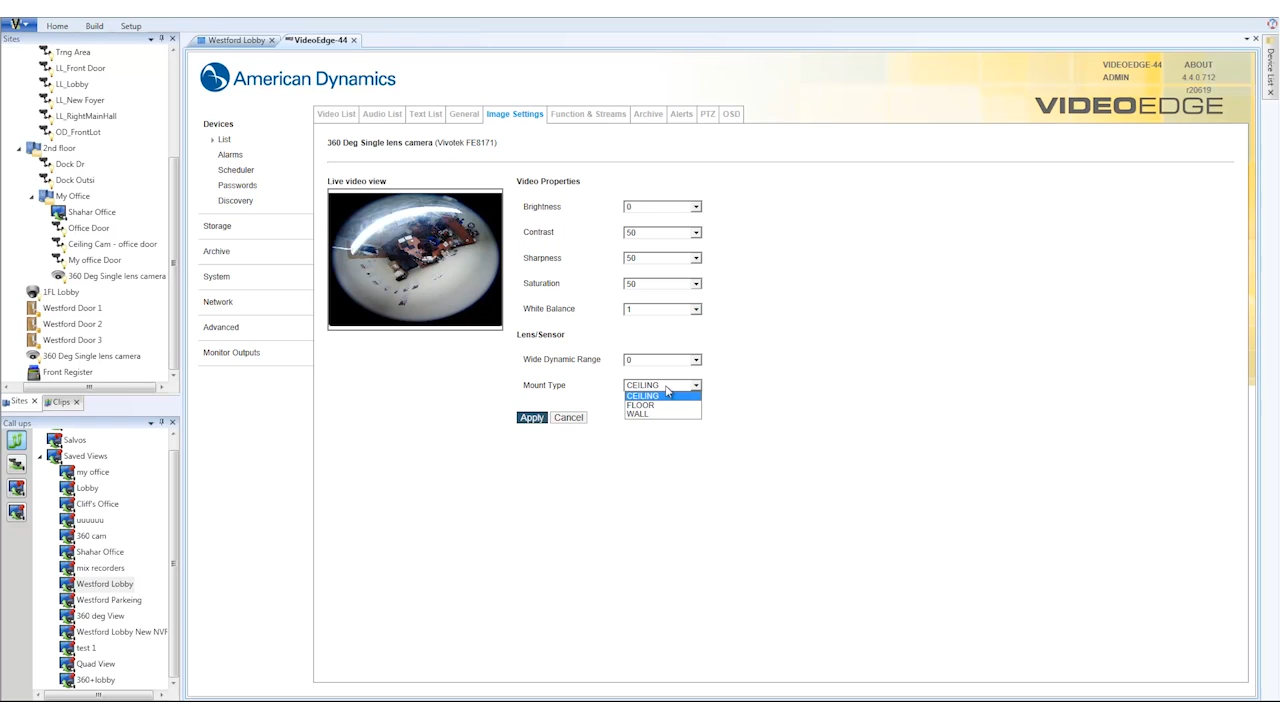 Home Build Setup
Sites
Trng Area
LL_Front Door
LL_Lobby
LL_New Foyer
LL_RightMainHall
OD_FrontLot
2nd floor
Dock Dr
Dock Outsi
My Office
Shahar Office
Office Door
Ceiling Cam - office door
My office Door
360 Deg Single lens camera
1FL Lobby
Westford Door 1
Westford Door 2
Westford Door 3
360 Deg Single lens camera
Front Register
Sites Clips
Call ups
Salvos
Saved Views
my office
Lobby
Cliff's Office
uuuuuu
360 cam
Shahar Office
mix recorders
Westford Lobby
Westford Parkeing
360 deg View
Westford Lobby New NVF
test 1
Quad View
360+lobby
Westford Lobby VideoEdge-44
American Dynamics
VIDEOEDGE-44 ABOUT
ADMIN 4.4.0.712
r20619
VIDEOEDGE
Devices
List
Alarms
Scheduler
Passwords
Discovery
Storage
Archive
System
Network
Advanced
Monitor Outputs
Video List Audio List Text List General Image Settings Function & Streams Archive Alerts PTZ OSD
360 Deg Single lens camera (Vivotek FE8171)
Live video view
Video Properties
Brightness 0
Contrast 50
Sharpness 50
Saturation 50
White Balance 1
Lens/Sensor
Wide Dynamic Range 0
Mount Type CEILING
CEILING
FLOOR
WALL
Apply Cancel
Device List